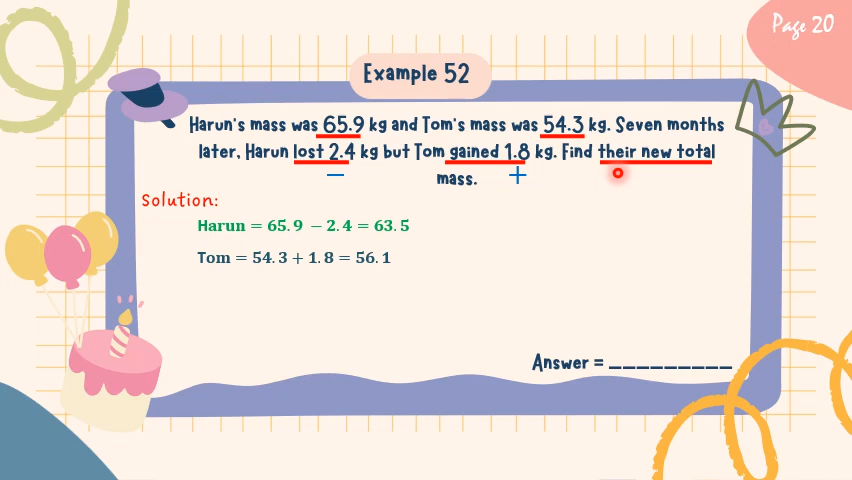 Page 20
Example 52
Harun's mass was 65.9 kg and Tom's mass was 54.3 kg. Seven months
later, Harun lost 2.4 kg but Tom gained 1.8 kg. Find their new total
mass.
− +
Solution:
Harun = 65.9 − 2.4 = 63.5
Tom = 54.3 + 1.8 = 56.1
Answer = _________